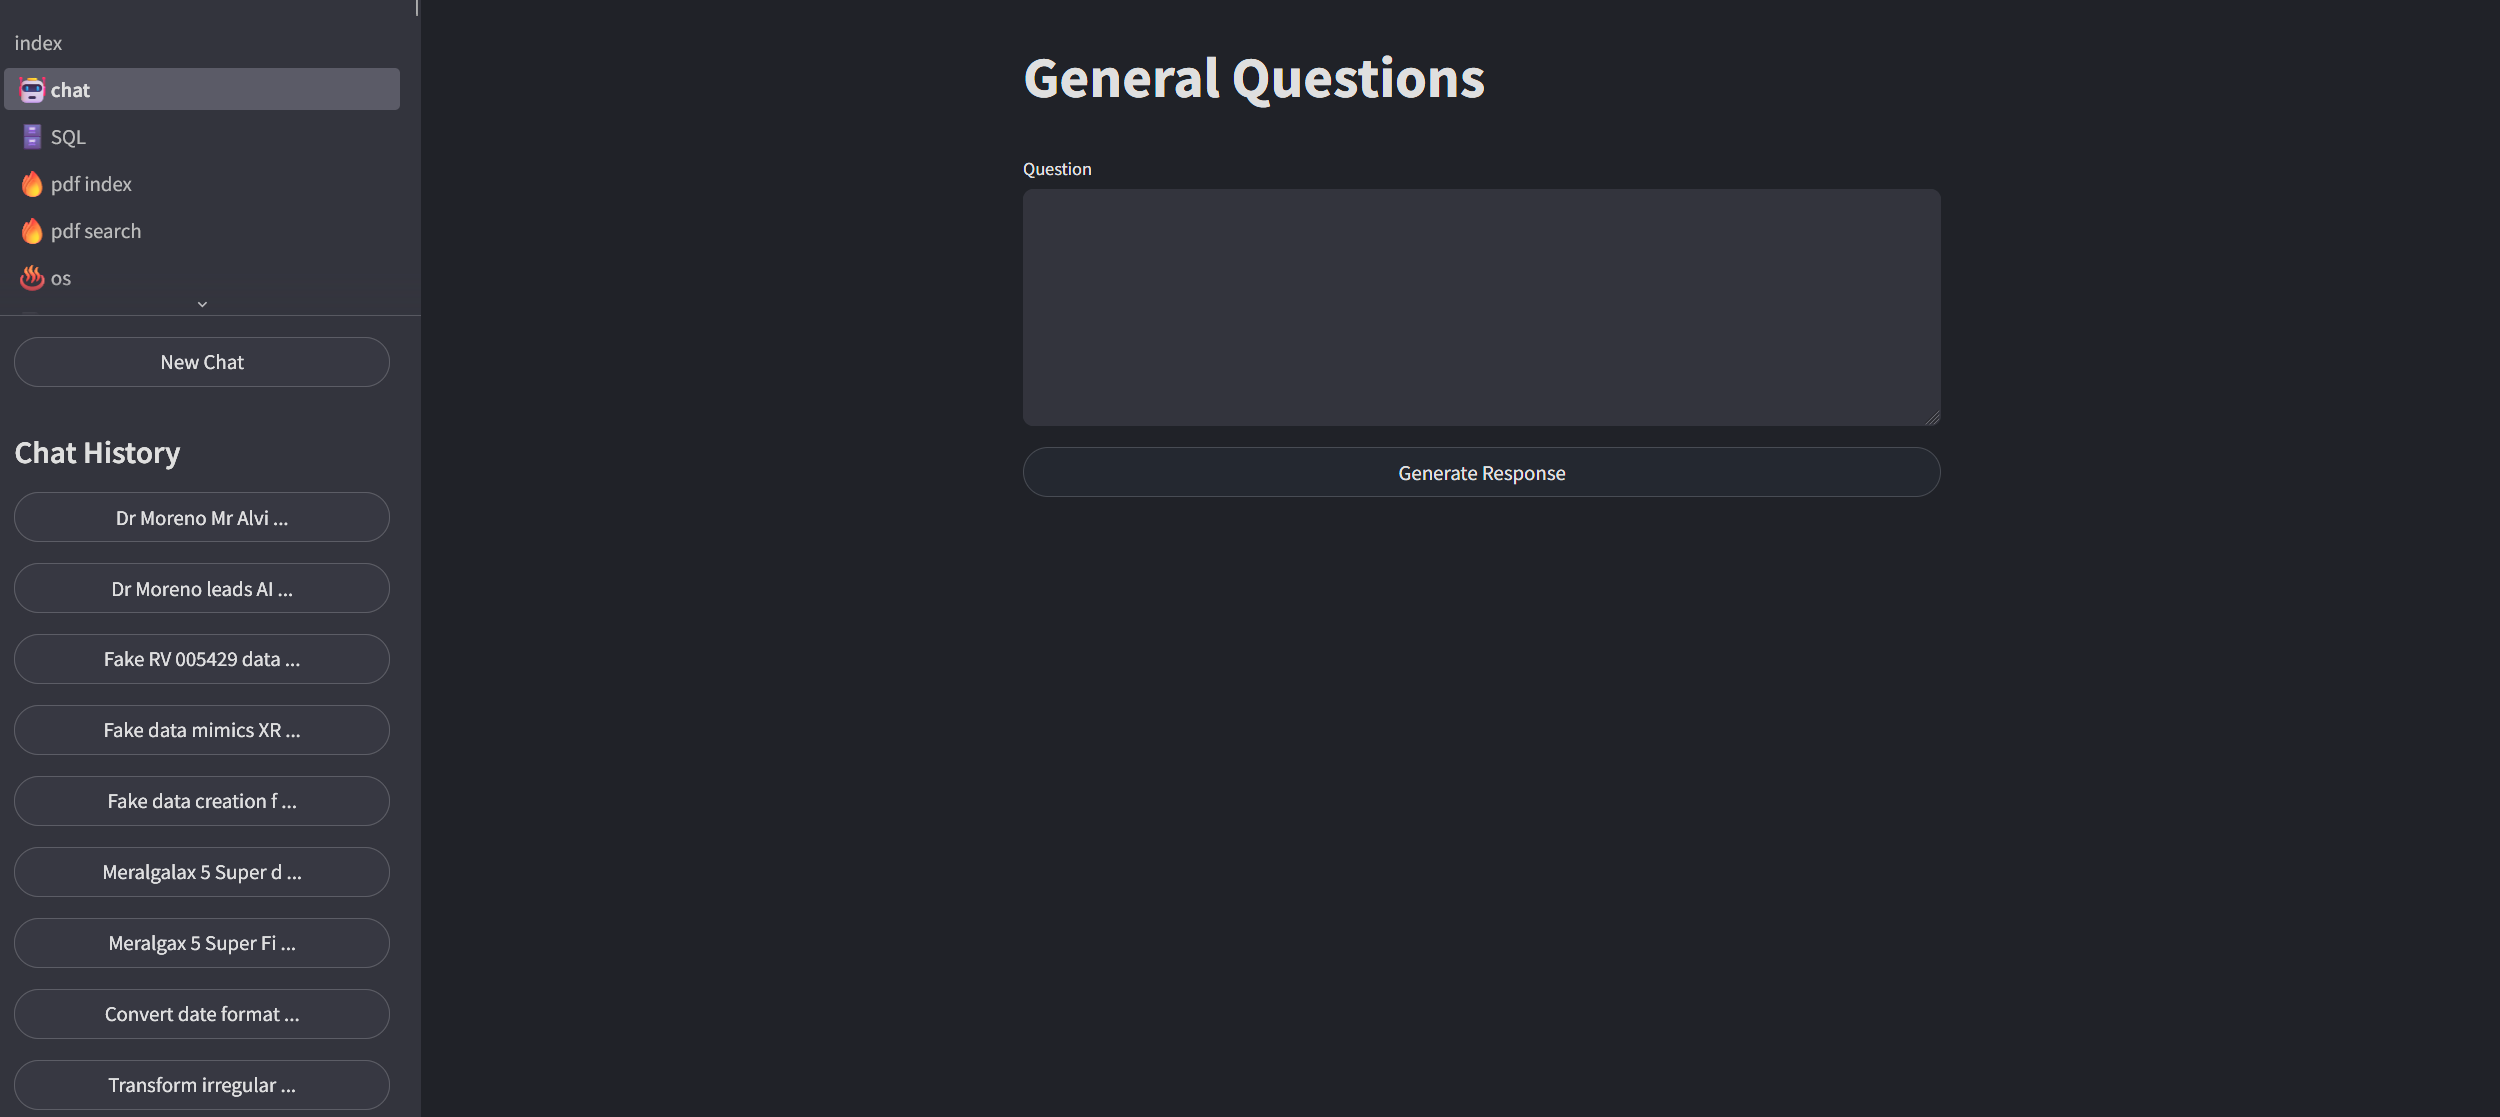 index
chat
SQL
pdf index
pdf search
os
New Chat
Chat History
Dr Moreno Mr Alvi ...
Dr Moreno leads AI ...
Fake RV 005429 data ...
Fake data mimics XR ...
Fake data creation f ...
Meralgalax 5 Super d ...
Meralgax 5 Super Fi ...
Convert date format ...
Transform irregular ...
General Questions
Question
Generate Response